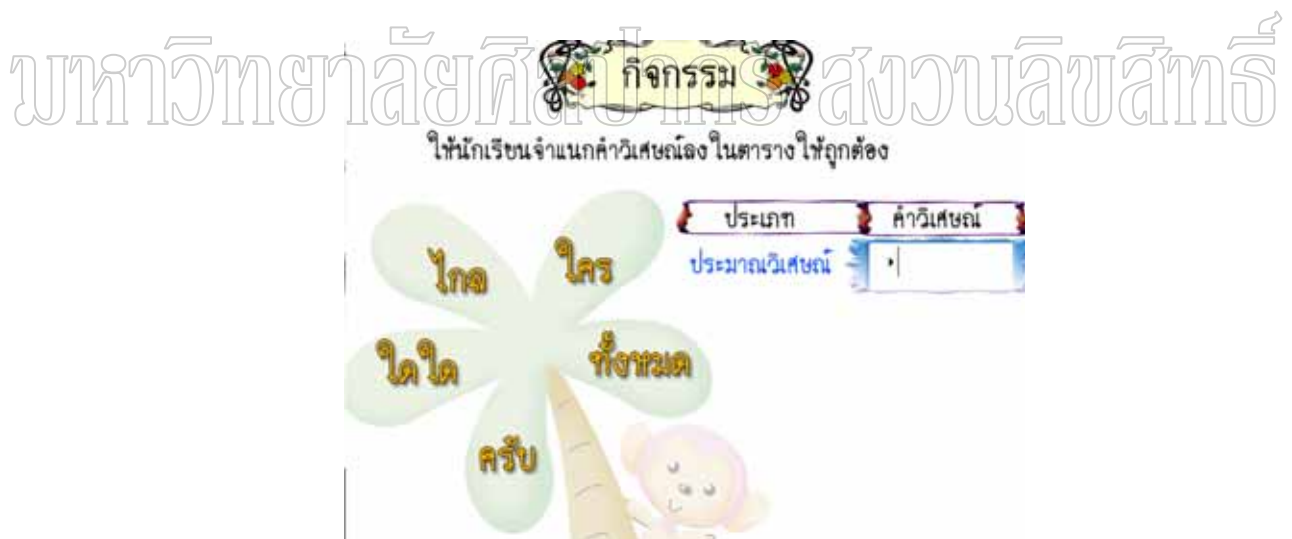 มหาวิทยาลัยศิลปากร สงวนลิขสิทธิ์
กิจกรรม
ให้นักเรียนจำแนกคำวิเศษณ์ลงในตารางให้ถูกต้อง
ประเภท คำวิเศษณ์
ประมาณวิเศษณ์
ไกล ใคร
ใดใด ทั้งหมด
ครับ